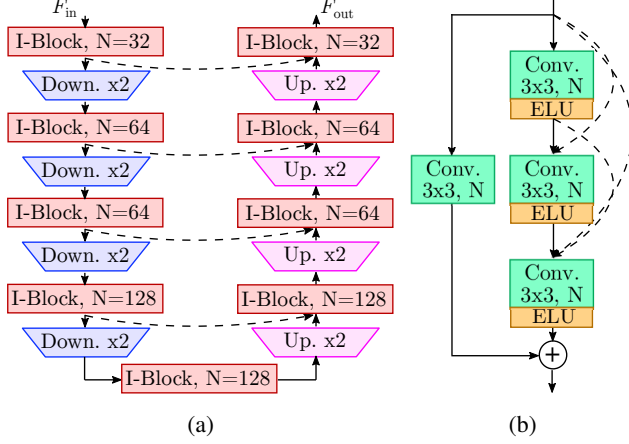 F_in
F_out
I-Block, N=32
I-Block, N=32
Down. x2
Up. x2
I-Block, N=64
I-Block, N=64
Down. x2
Up. x2
I-Block, N=64
I-Block, N=64
Down. x2
Up. x2
I-Block, N=128
I-Block, N=128
Down. x2
Up. x2
I-Block, N=128
(a)
Conv.
3x3, N
ELU
Conv.
3x3, N
Conv.
3x3, N
ELU
Conv.
3x3, N
ELU
+
(b)